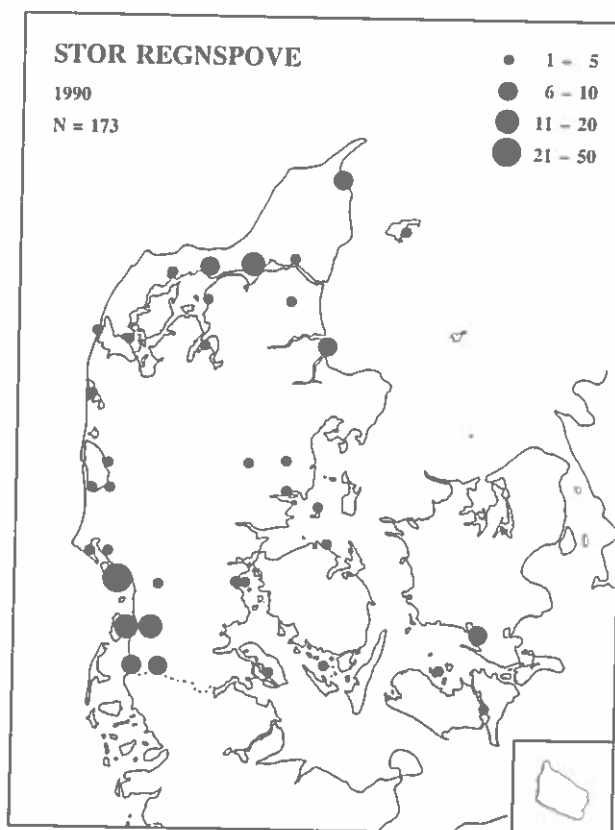 STOR REGNSPOVE
1990
N = 173
1 – 5
6 – 10
11 – 20
21 – 50